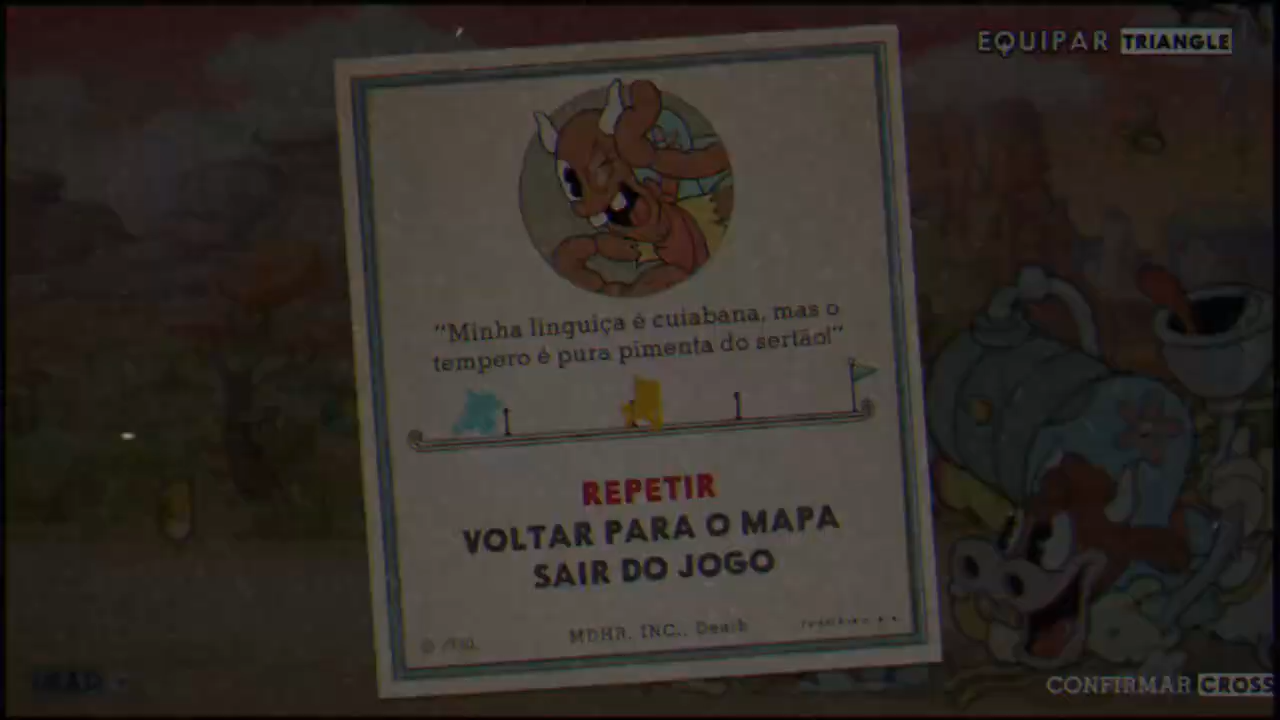 EQUIPAR TRIANGLE
“Minha linguiça é cuiabana, mas o
tempero é pura pimenta do sertão!”
REPETIR
VOLTAR PARA O MAPA
SAIR DO JOGO
MDHR, INC., Death
CONFIRMAR CROSS